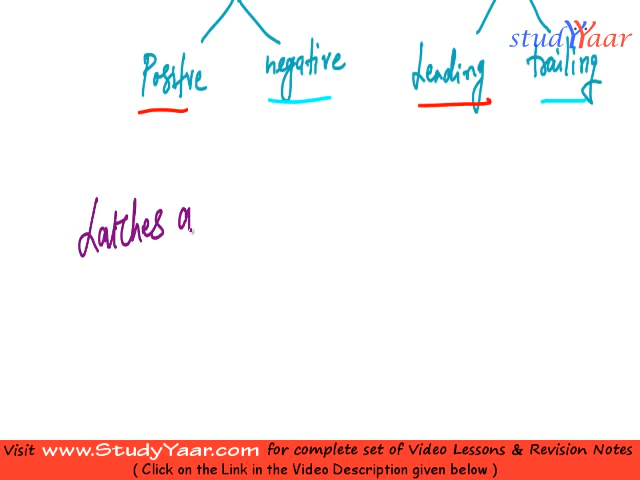 studYYaar
Positve negative Leading trailing
Latches a
Visit www.StudyYaar.com for complete set of Video Lessons & Revision Notes
( Click on the Link in the Video Description given below )